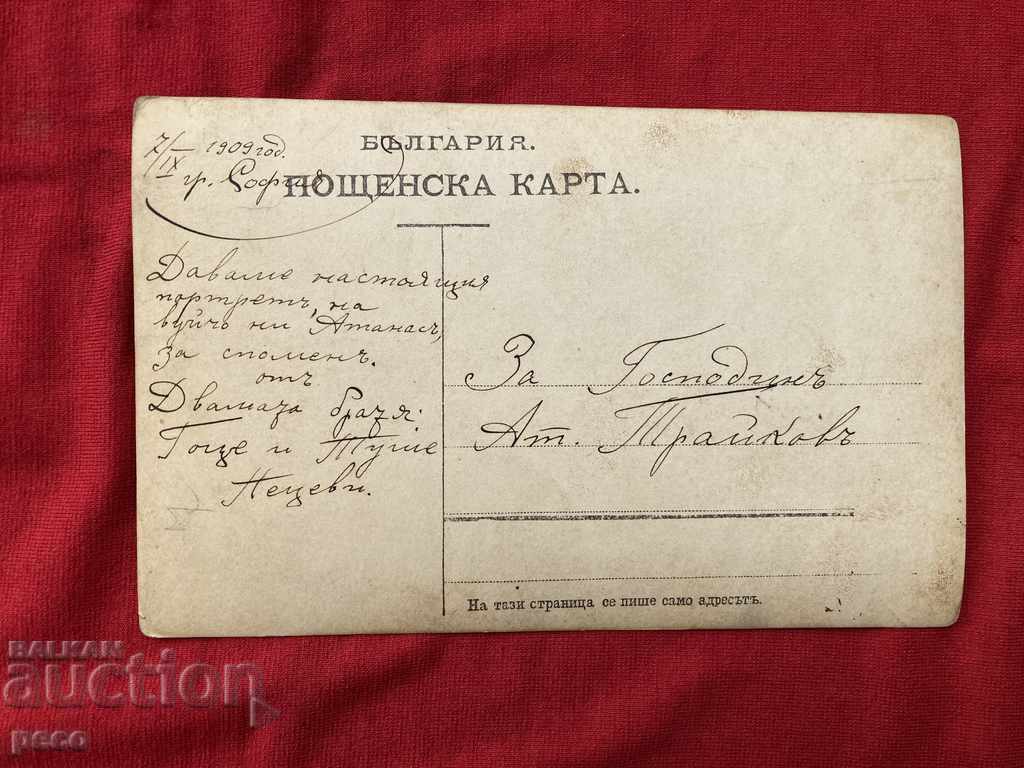 7/IX 1909 год.
гр. София
БЪЛГАРИЯ.
ПОЩЕНСКА КАРТА.
Даваме настоящия
портретъ, на
вуйчо ни Атанасъ,
за споменъ.
отъ
Двамата братя:
Гоце и Туше
Нецеви.
За Господинъ
Ат. Трайковъ
На тази страница се пише само адресътъ.
BALKAN
auction
peco